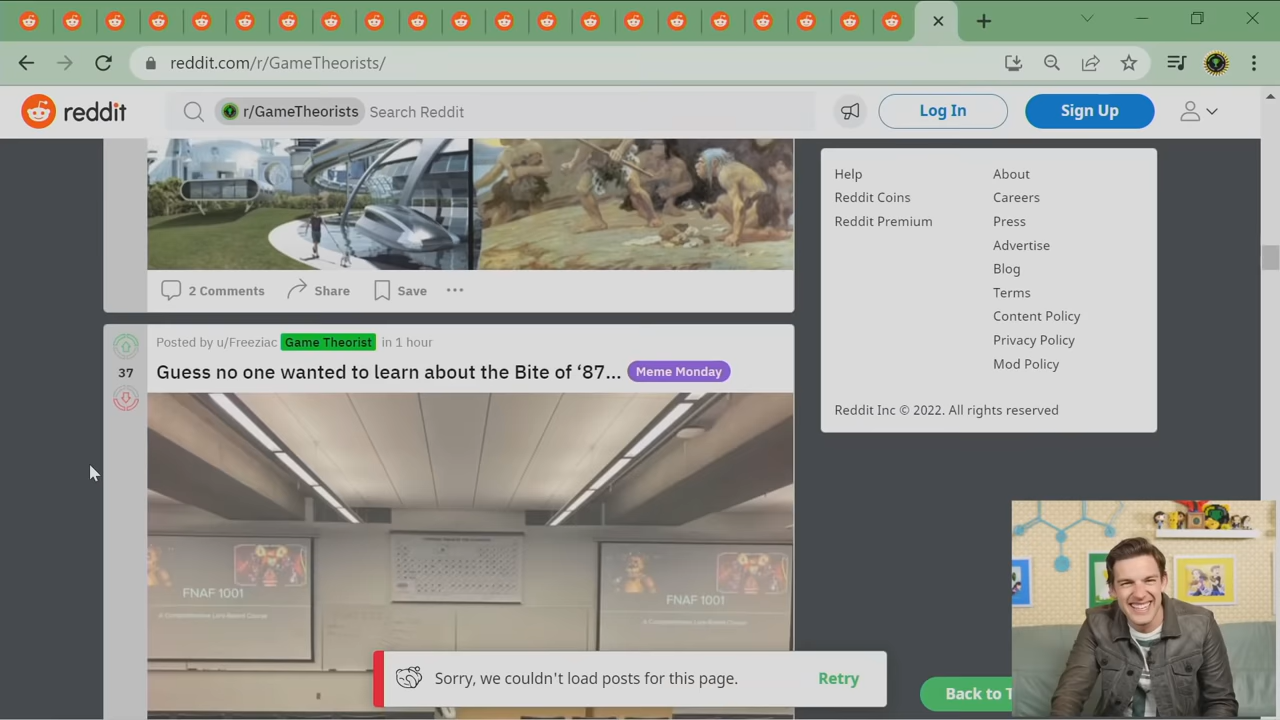 reddit.com/r/GameTheorists/
reddit
r/GameTheorists
Search Reddit
Log In
Sign Up
2 Comments
Share
Save
Help
Reddit Coins
Reddit Premium
About
Careers
Press
Advertise
Blog
Terms
Content Policy
Privacy Policy
Mod Policy
Reddit Inc © 2022. All rights reserved
Posted by u/Freeziac Game Theorist in 1 hour
37
Guess no one wanted to learn about the Bite of ‘87... Meme Monday
FNAF 1001
FNAF 1001
Sorry, we couldn't load posts for this page.
Retry
Back to T